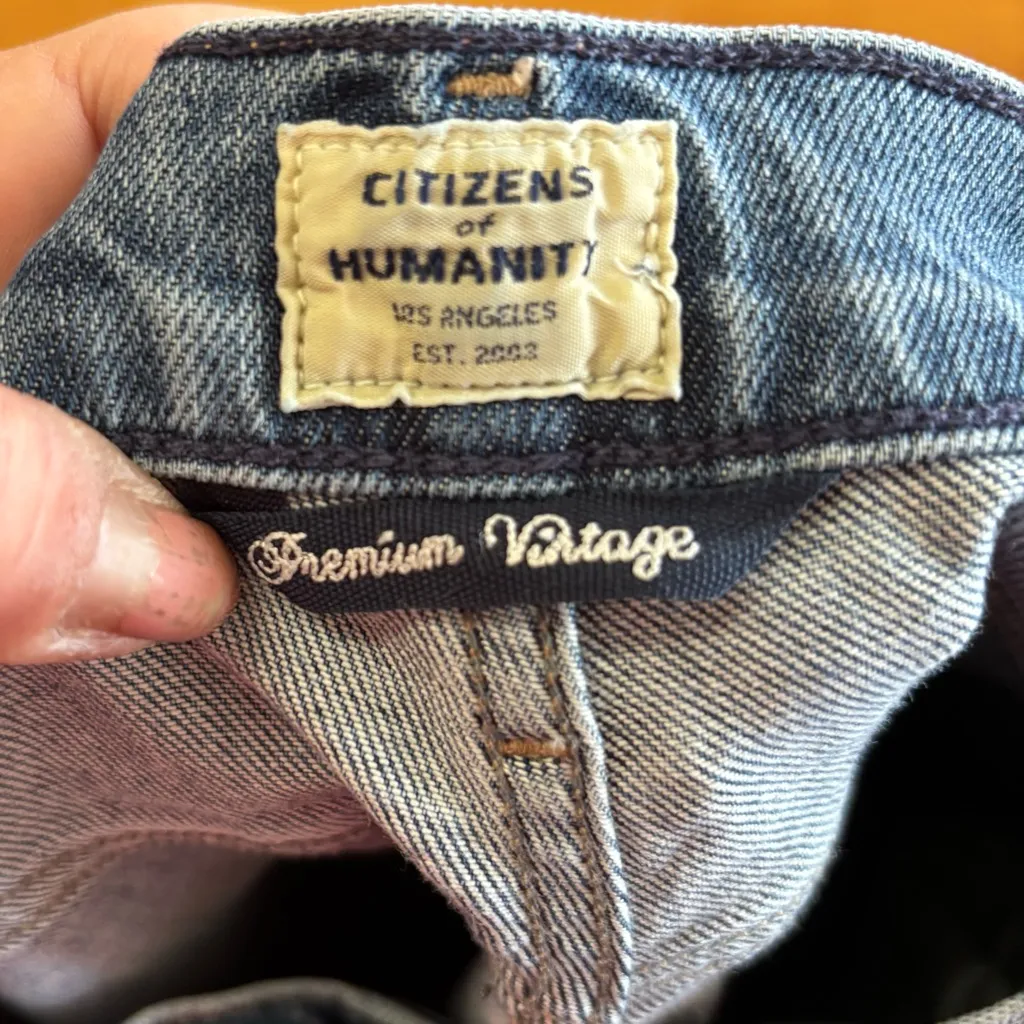 CITIZENS
of
HUMANITY
LOS ANGELES
EST. 2003
Premium Vintage